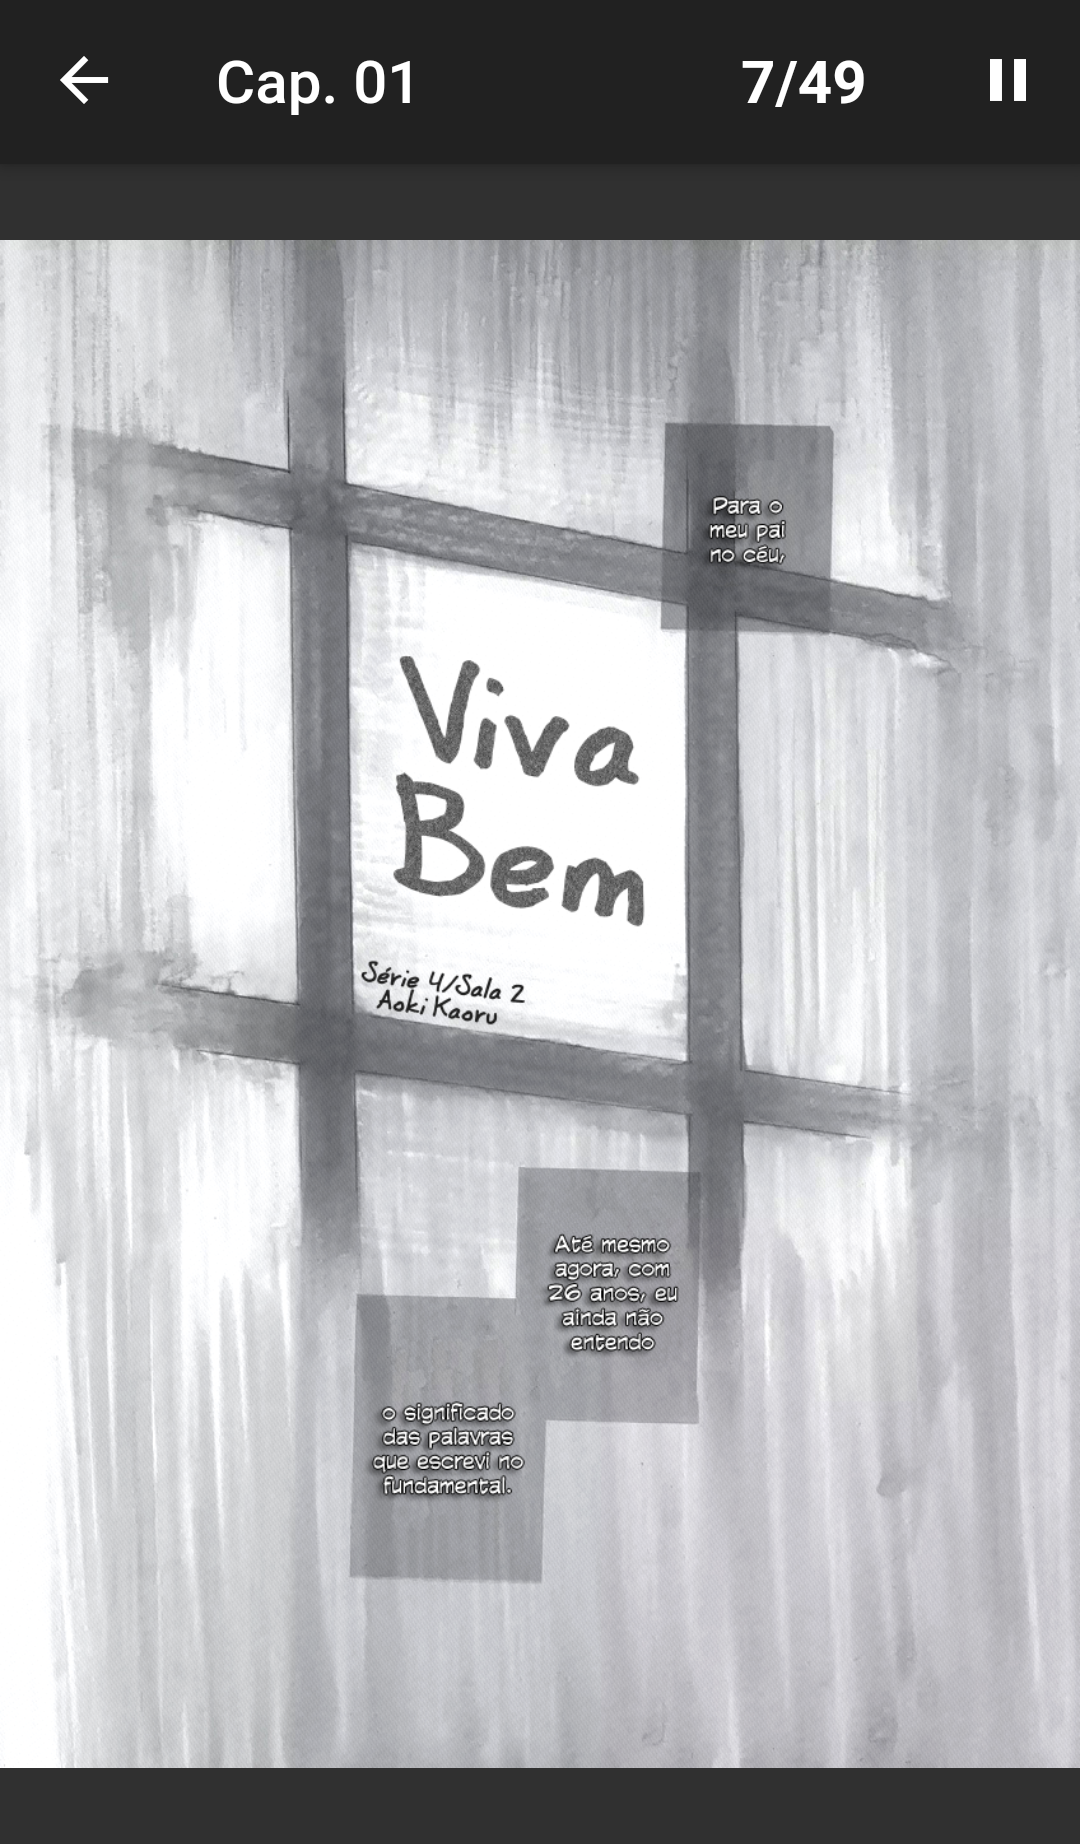 Cap. 01
7/49
Para o
meu pai
no céu,
Viva
Bem
Série 4/Sala 2
Aoki Kaoru
Até mesmo
agora, com
26 anos, eu
ainda não
entendo
o significado
das palavras
que escrevi no
fundamental.